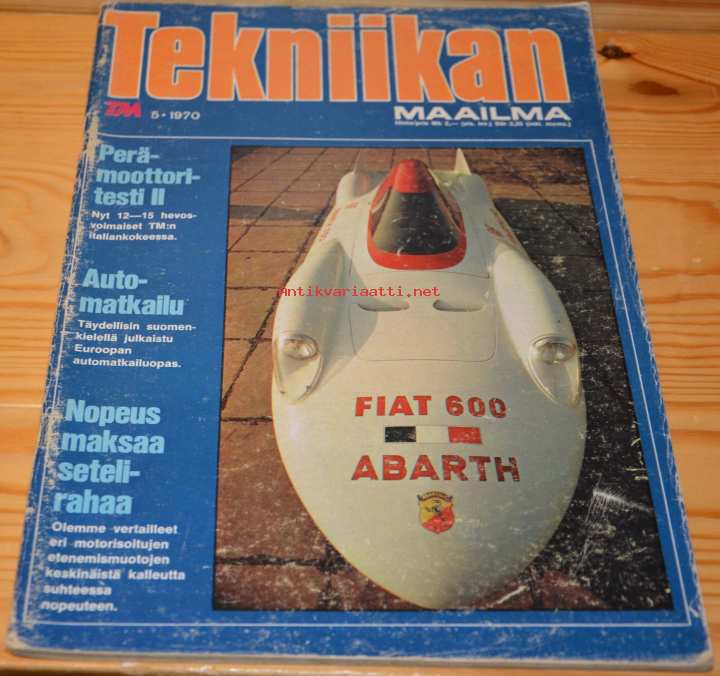 Tekniikan
TM 5 • 1970
MAAILMA
Perä-
moottori-
testi II
Nyt 12—15 hevos-
voimaiset TM:n
italiankokeessa.
Auto-
matkailu
Täydellisin suomen-
kielellä julkaistu
Euroopan
automatkailuopas.
Nopeus
maksaa
seteli-
rahaa
Olemme vertailleet
eri motorisoitujen
etenemismuotojen
keskinäistä kalleutta
suhteessa
nopeuteen.
Antikvariaatti.net
FIAT 600
ABARTH